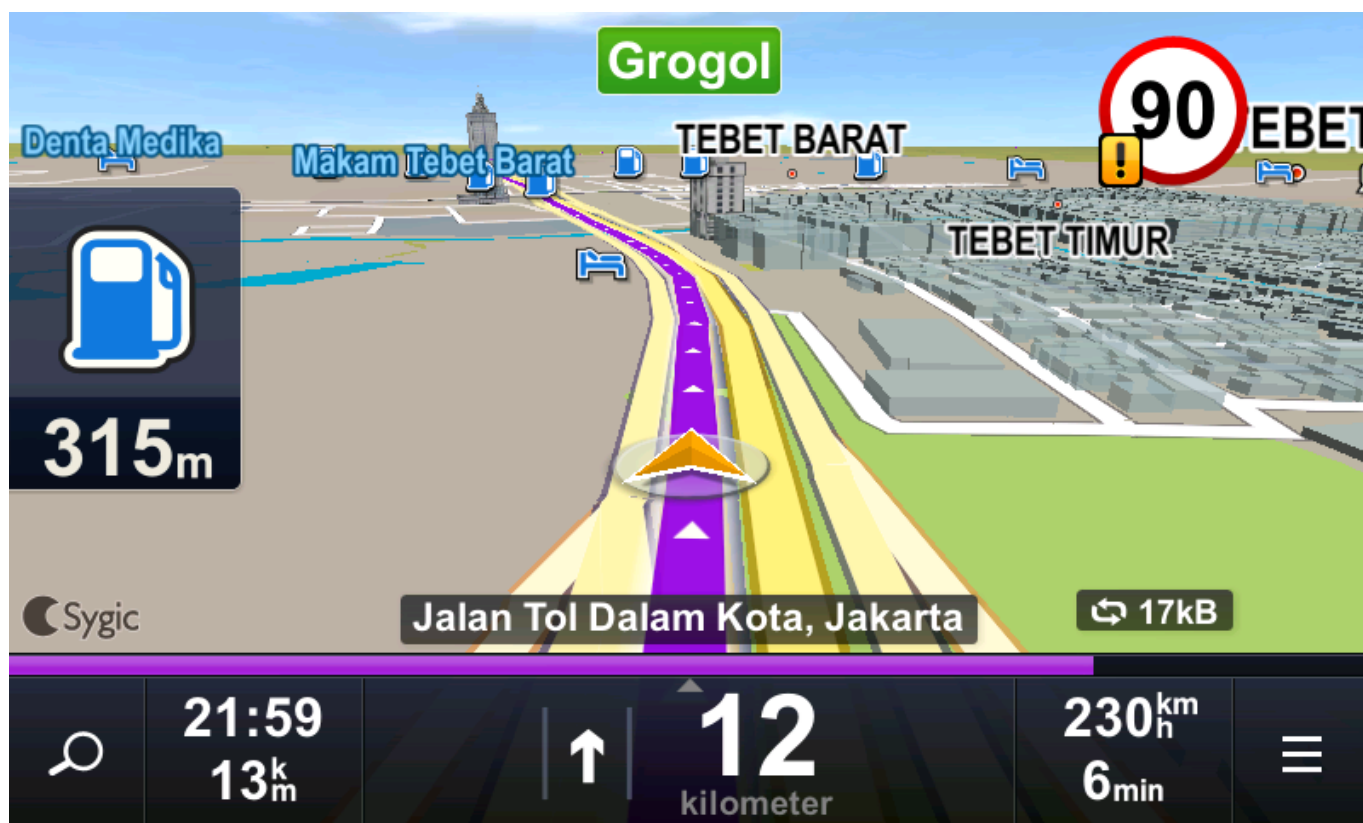 Grogol
90
EBET
Denta Medika
Makam Tebet Barat
TEBET BARAT
!
TEBET TIMUR
315m
Sygic
Jalan Tol Dalam Kota, Jakarta
17kB
21:59
13km
12
kilometer
230km/h
6min